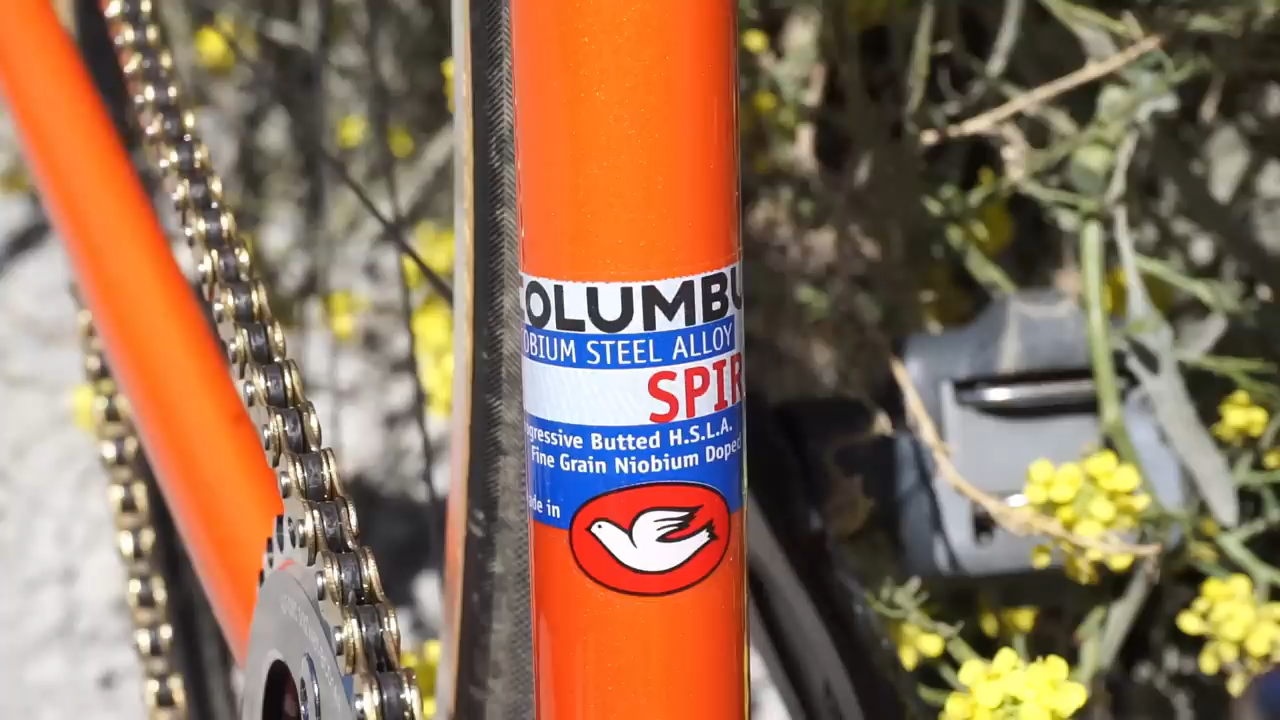 OLUMBU
OBIUM STEEL ALLOY
SPIR
gressive Butted H.S.L.A.
Fine Grain Niobium Doped
de in